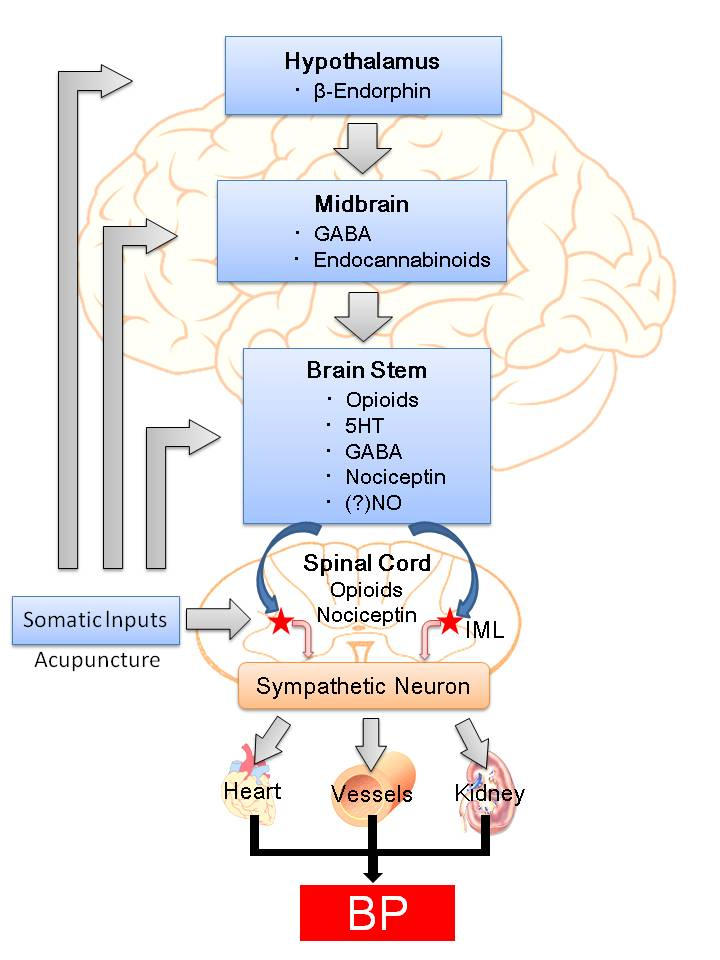 Hypothalamus
· β-Endorphin
Midbrain
· GABA
· Endocannabinoids
Brain Stem
· Opioids
· 5HT
· GABA
· Nociceptin
· (?)NO
Spinal Cord
Opioids
Nociceptin
IML
Somatic Inputs
Acupuncture
Sympathetic Neuron
Heart
Vessels
Kidney
BP